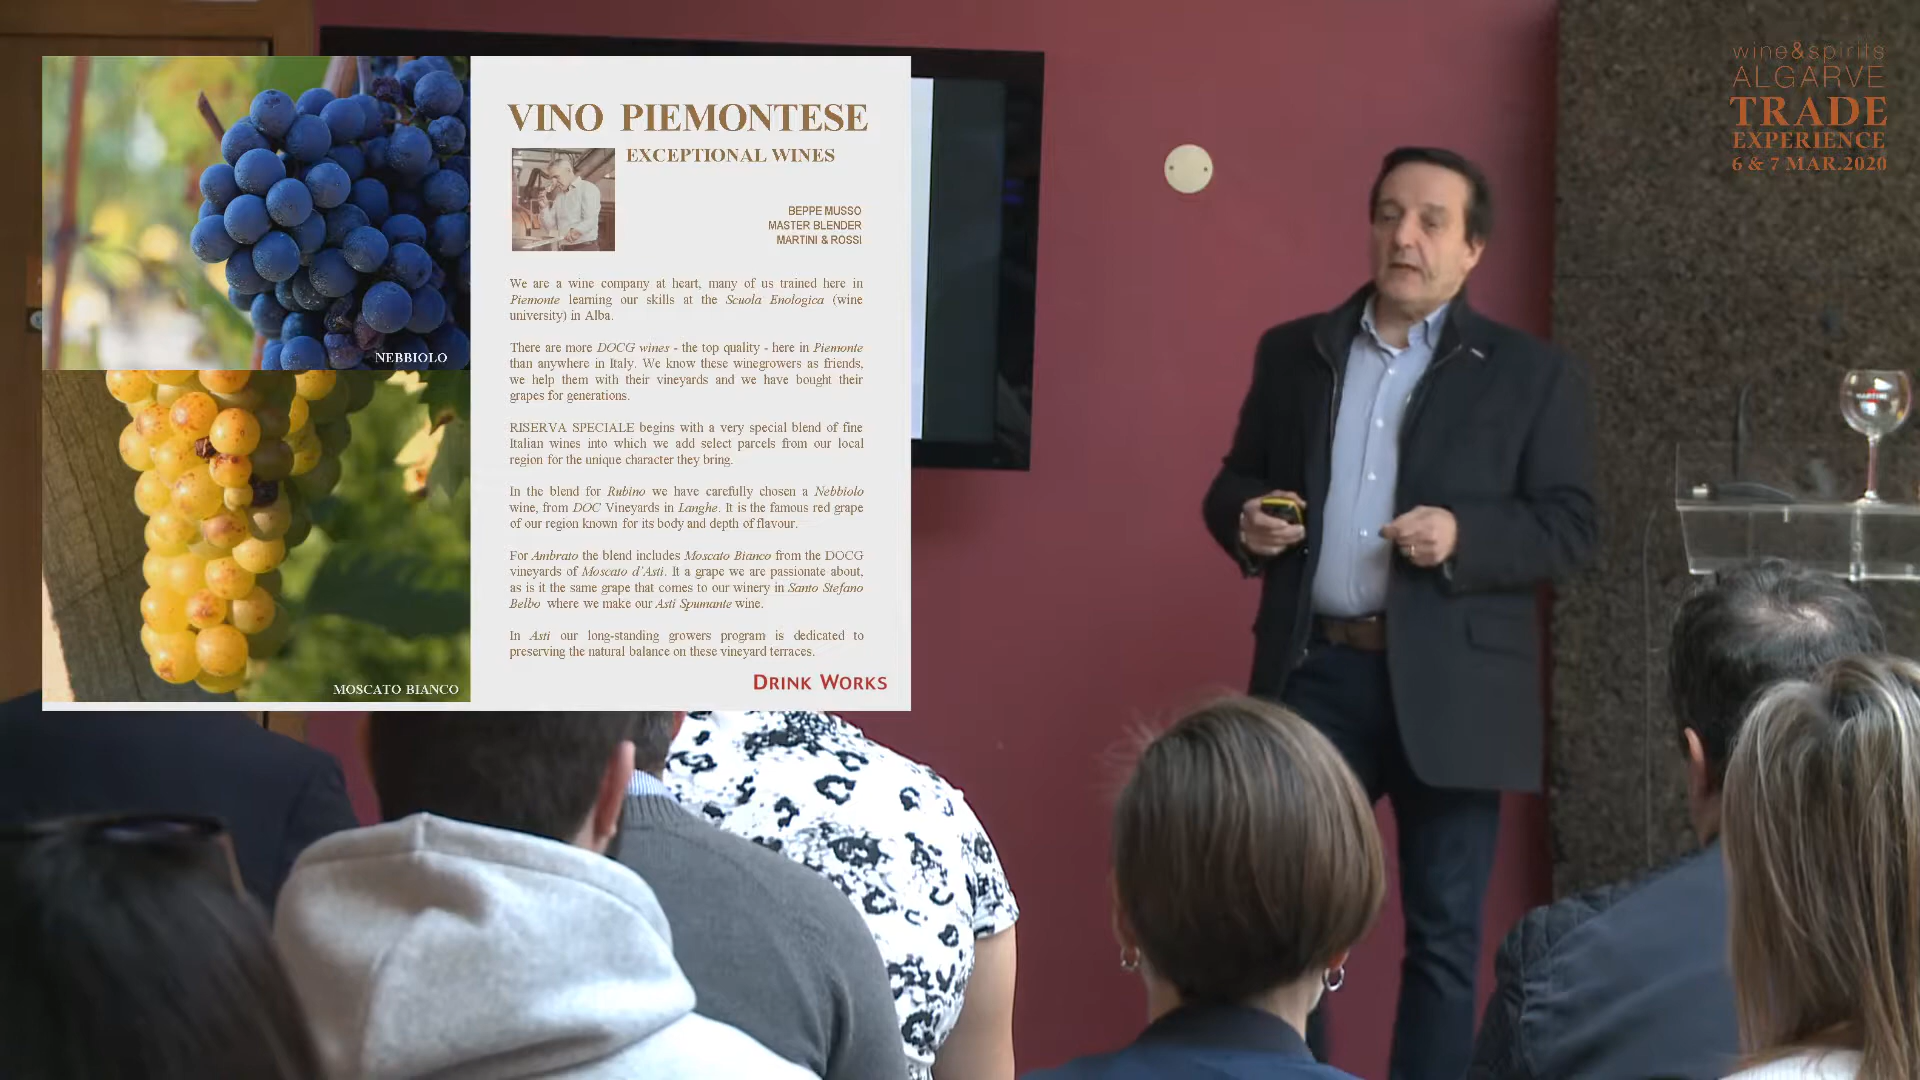 VINO PIEMONTESE
EXCEPTIONAL WINES
BEPPE MUSSO
MASTER BLENDER
MARTINI & ROSSI
We are a wine company at heart, many of us trained here in
Piemonte learning our skills at the Scuola Enologica (wine
university) in Alba.
There are more DOCG wines - the top quality - here in Piemonte
than anywhere in Italy. We know these winegrowers as friends,
we help them with their vineyards and we have bought their
grapes for generations.
RISERVA SPECIALE begins with a very special blend of fine
Italian wines into which we add select parcels from our local
region for the unique character they bring.
In the blend for Rubino we have carefully chosen a Nebbiolo
wine, from DOC Vineyards in Langhe. It is the famous red grape
of our region known for its body and depth of flavour.
For Ambrato the blend includes Moscato Bianco from the DOCG
vineyards of Moscato d'Asti. It a grape we are passionate about,
as is it the same grape that comes to our winery in Santo Stefano
Belbo where we make our Asti Spumante wine.
In Asti our long-standing growers program is dedicated to
preserving the natural balance on these vineyard terraces.
DRINK WORKS
NEBBIOLO
MOSCATO BIANCO
wine&spirits
ALGARVE
TRADE
EXPERIENCE
6 & 7 MAR.2020
MARTINI